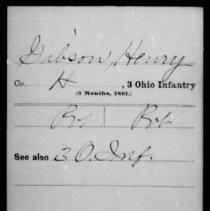 Gibson, Henry
Co. H, 3 Ohio Infantry
(3 Months, 1861.)
Pvt. Pvt.
See also 3 O. Inf.